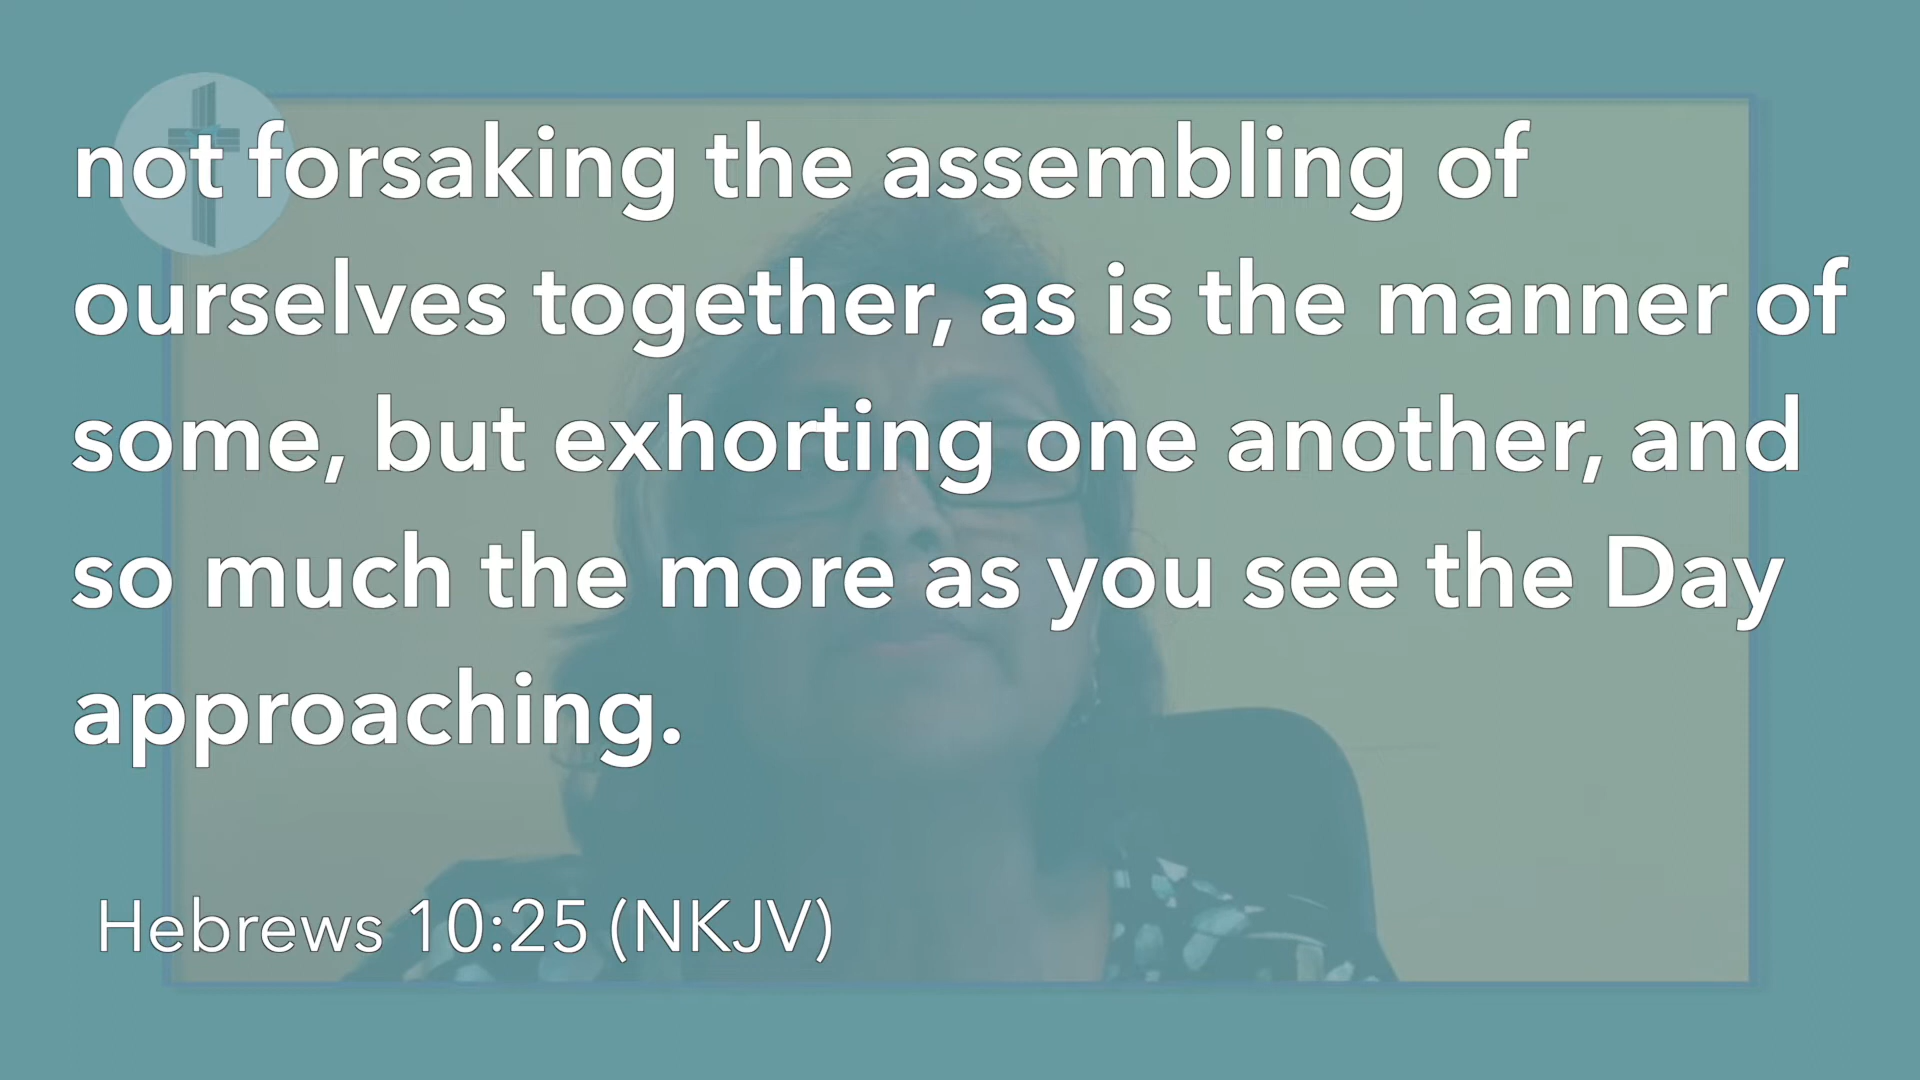 not forsaking the assembling of
ourselves together, as is the manner of
some, but exhorting one another, and
so much the more as you see the Day
approaching.
Hebrews 10:25 (NKJV)